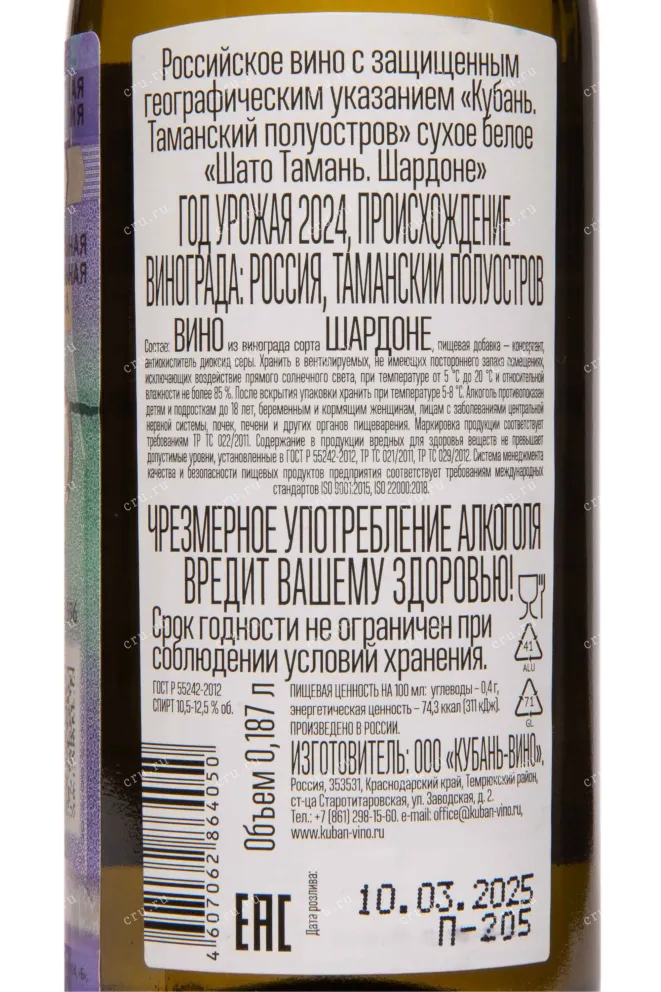 Российское вино с защищенным
географическим указанием «Кубань.
Таманский полуостров» сухое белое
«Шато Тамань. Шардоне»
ГОД УРОЖАЯ 2024, ПРОИСХОЖДЕНИЕ
ВИНОГРАДА: РОССИЯ, ТАМАНСКИЙ ПОЛУОСТРОВ
Состав: ВИНО из винограда сорта ШАРДОНЕ, пищевая добавка – консервант,
антиокислитель диоксид серы. Хранить в вентилируемых, не имеющих постороннего запаха помещениях,
исключающих воздействие прямого солнечного света, при температуре от 5 °C до 20 °C и относительной
влажности не более 85 %. После вскрытия упаковки хранить при температуре 5-8 °C. Алкоголь противопоказан
детям и подросткам до 18 лет, беременным и кормящим женщинам, лицам с заболеваниями центральной
нервной системы, почек, печени и других органов пищеварения. Маркировка продукции соответствует
требованиям ТР ТС 022/2011. Содержание в продукции вредных для здоровья веществ не превышает
допустимые уровни, установленные в ГОСТ Р 55242-2012, ТР ТС 021/2011, ТР ТС 029/2012. Система менеджмента
качества и безопасности пищевых продуктов предприятия соответствует требованиям международных
стандартов ISO 9001:2015, ISO 22000:2018.
ЧРЕЗМЕРНОЕ УПОТРЕБЛЕНИЕ АЛКОГОЛЯ
ВРЕДИТ ВАШЕМУ ЗДОРОВЬЮ!
Срок годности не ограничен при
соблюдении условий хранения.
41
ALU
71
GL
ГОСТ Р 55242-2012
СПИРТ 10,5-12,5 % об.
Объем 0,187 л
ПИЩЕВАЯ ЦЕННОСТЬ НА 100 мл: углеводы – 0,4 г,
энергетическая ценность – 74,3 ккал (311 кДж).
ПРОИЗВЕДЕНО В РОССИИ.
ИЗГОТОВИТЕЛЬ: ООО «КУБАНЬ-ВИНО».
Россия, 353531, Краснодарский край, Темрюкский район,
ст-ца Старотитаровская, ул. Заводская, д. 2.
Тел.: +7 (861) 298-15-60. e-mail: office@kuban-vino.ru,
www.kuban-vino.ru
4607062864050
EAC
Дата розлива:
10.03.2025
П-205
cru.ru